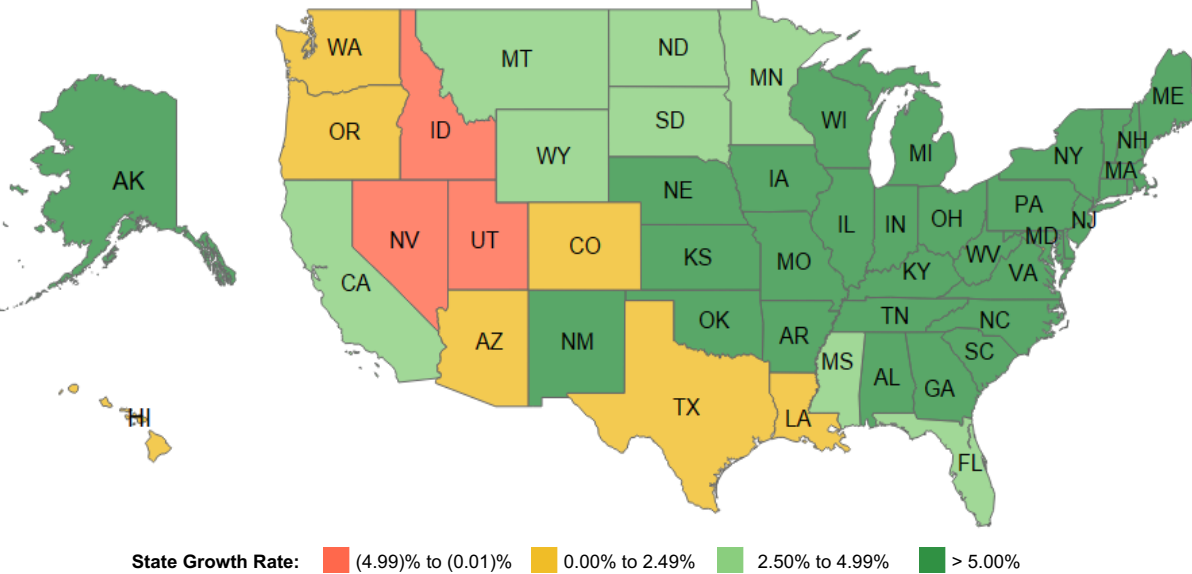 WA
MT
ND
MN
ME
OR
ID
SD
WI
NH
MI
NY
MA
WY
AK
IA
NE
PA
NJ
IL
IN
OH
MD
NV
UT
CO
KS
MO
WV
VA
KY
CA
AZ
NM
OK
AR
TN
NC
MS
SC
AL
GA
HI
TX
LA
FL
State Growth Rate: (4.99)% to (0.01)% 0.00% to 2.49% 2.50% to 4.99% > 5.00%